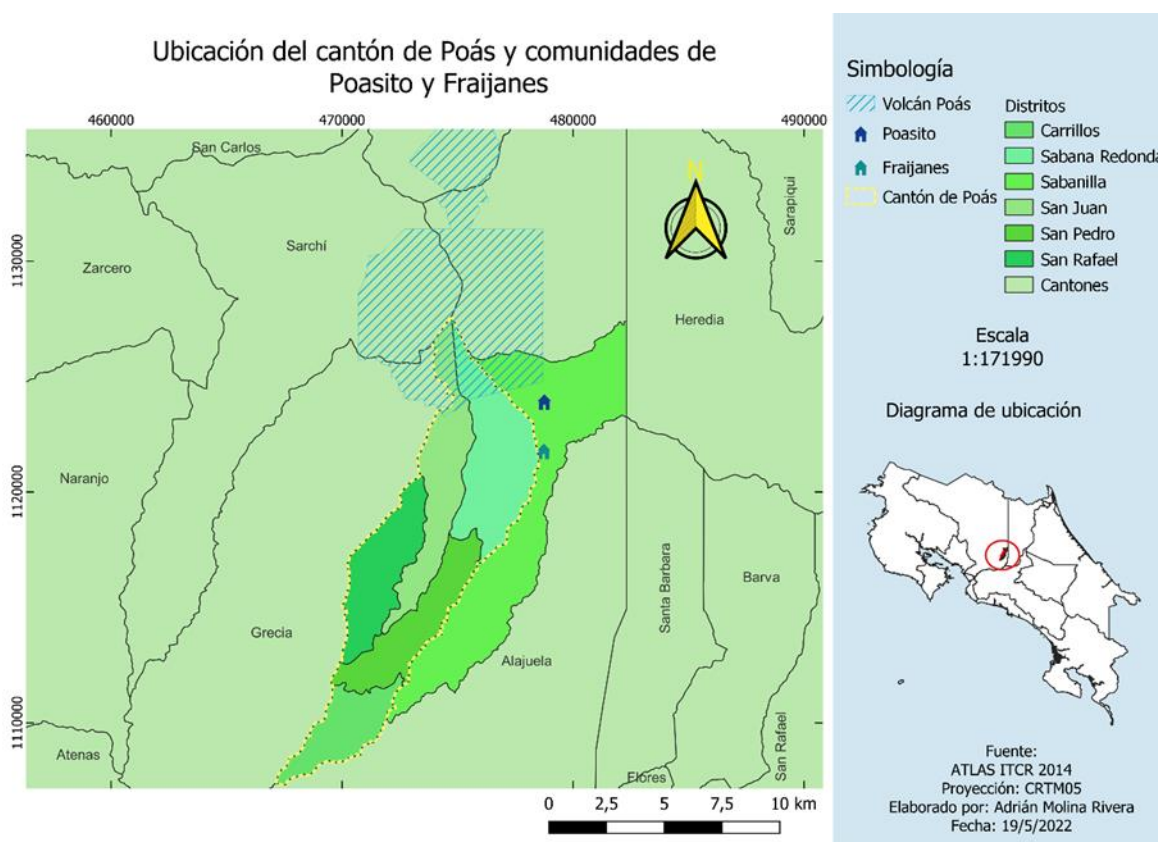 Ubicación del cantón de Poás y comunidades de
Poasito y Fraijanes
460000
470000
480000
490000
San Carlos
Sarapiqui
Sarchí
Zarcero
1130000
Heredia
Naranjo
1120000
Santa Barbara
Barva
Grecia
Alajuela
1110000
Atenas
Flores
San Rafael
0 2,5 5 7,5 10 km
N
Simbología
Volcán Poás
Poasito
Fraijanes
Cantón de Poás
Distritos
Carrillos
Sabana Redonda
Sabanilla
San Juan
San Pedro
San Rafael
Cantones
Escala
1:171990
Diagrama de ubicación
Fuente:
ATLAS ITCR 2014
Proyección: CRTM05
Elaborado por: Adrián Molina Rivera
Fecha: 19/5/2022